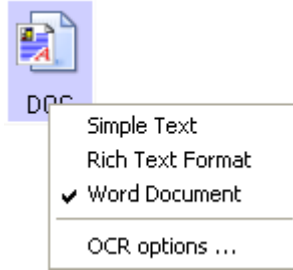 DOC
Simple Text
Rich Text Format
Word Document
OCR options ...